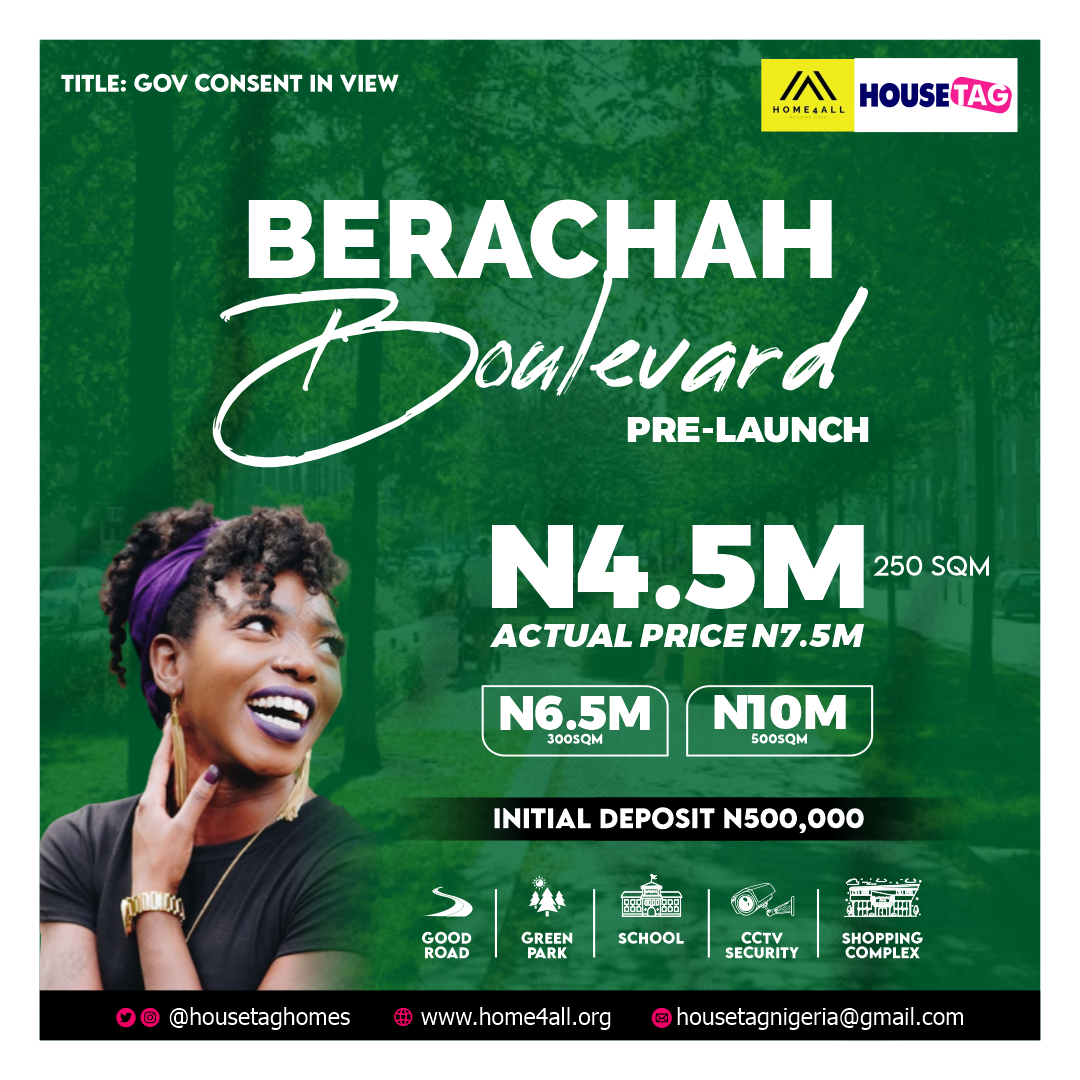 TITLE: GOV CONSENT IN VIEW
HOME4ALL
HOUSETAG
BERACHAH
Boulevard
PRE-LAUNCH
N4.5M
250 SQM
ACTUAL PRICE N7.5M
N6.5M
300SQM
N10M
500SQM
INITIAL DEPOSIT N500,000
GOOD
ROAD
GREEN
PARK
SCHOOL
CCTV
SECURITY
SHOPPING
COMPLEX
@housetaghomes
www.home4all.org
housetagnigeria@gmail.com